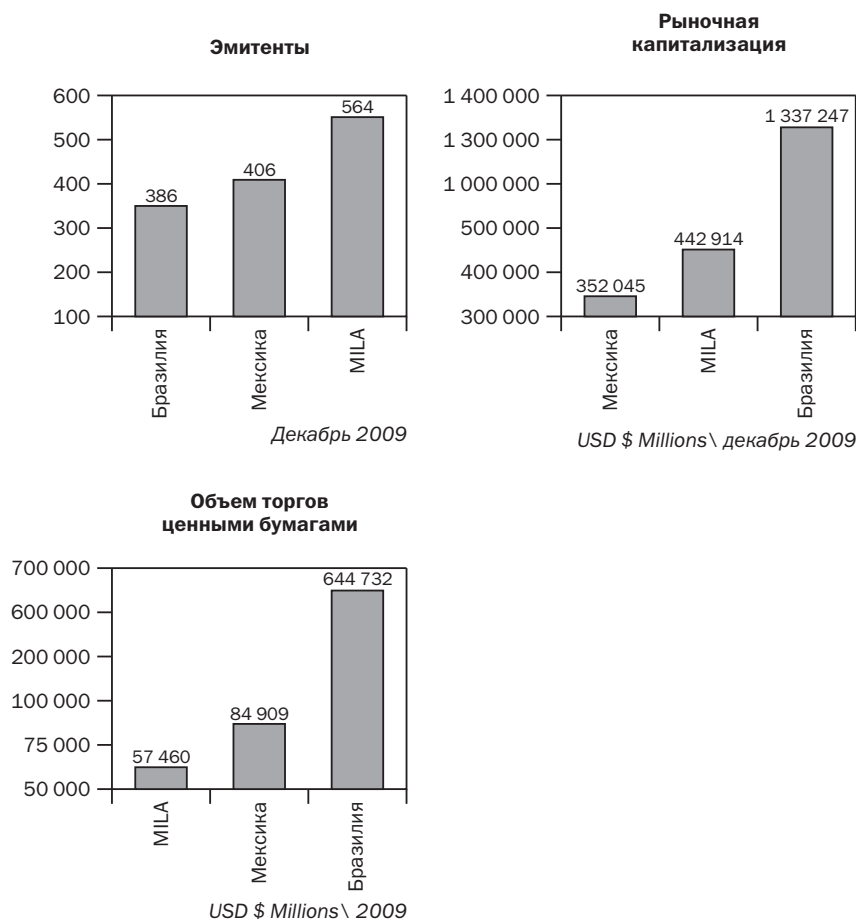 Эмитенты
600
500
400
300
200
100
386
406
564
Бразилия
Мексика
MILA
Декабрь 2009
Рыночная
капитализация
1 400 000
1 300 000
1 000 000
500 000
400 000
300 000
352 045
442 914
1 337 247
Мексика
MILA
Бразилия
USD $ Millions\ декабрь 2009
Объем торгов
ценными бумагами
700 000
600 000
200 000
100 000
75 000
50 000
57 460
84 909
644 732
MILA
Мексика
Бразилия
USD $ Millions\ 2009